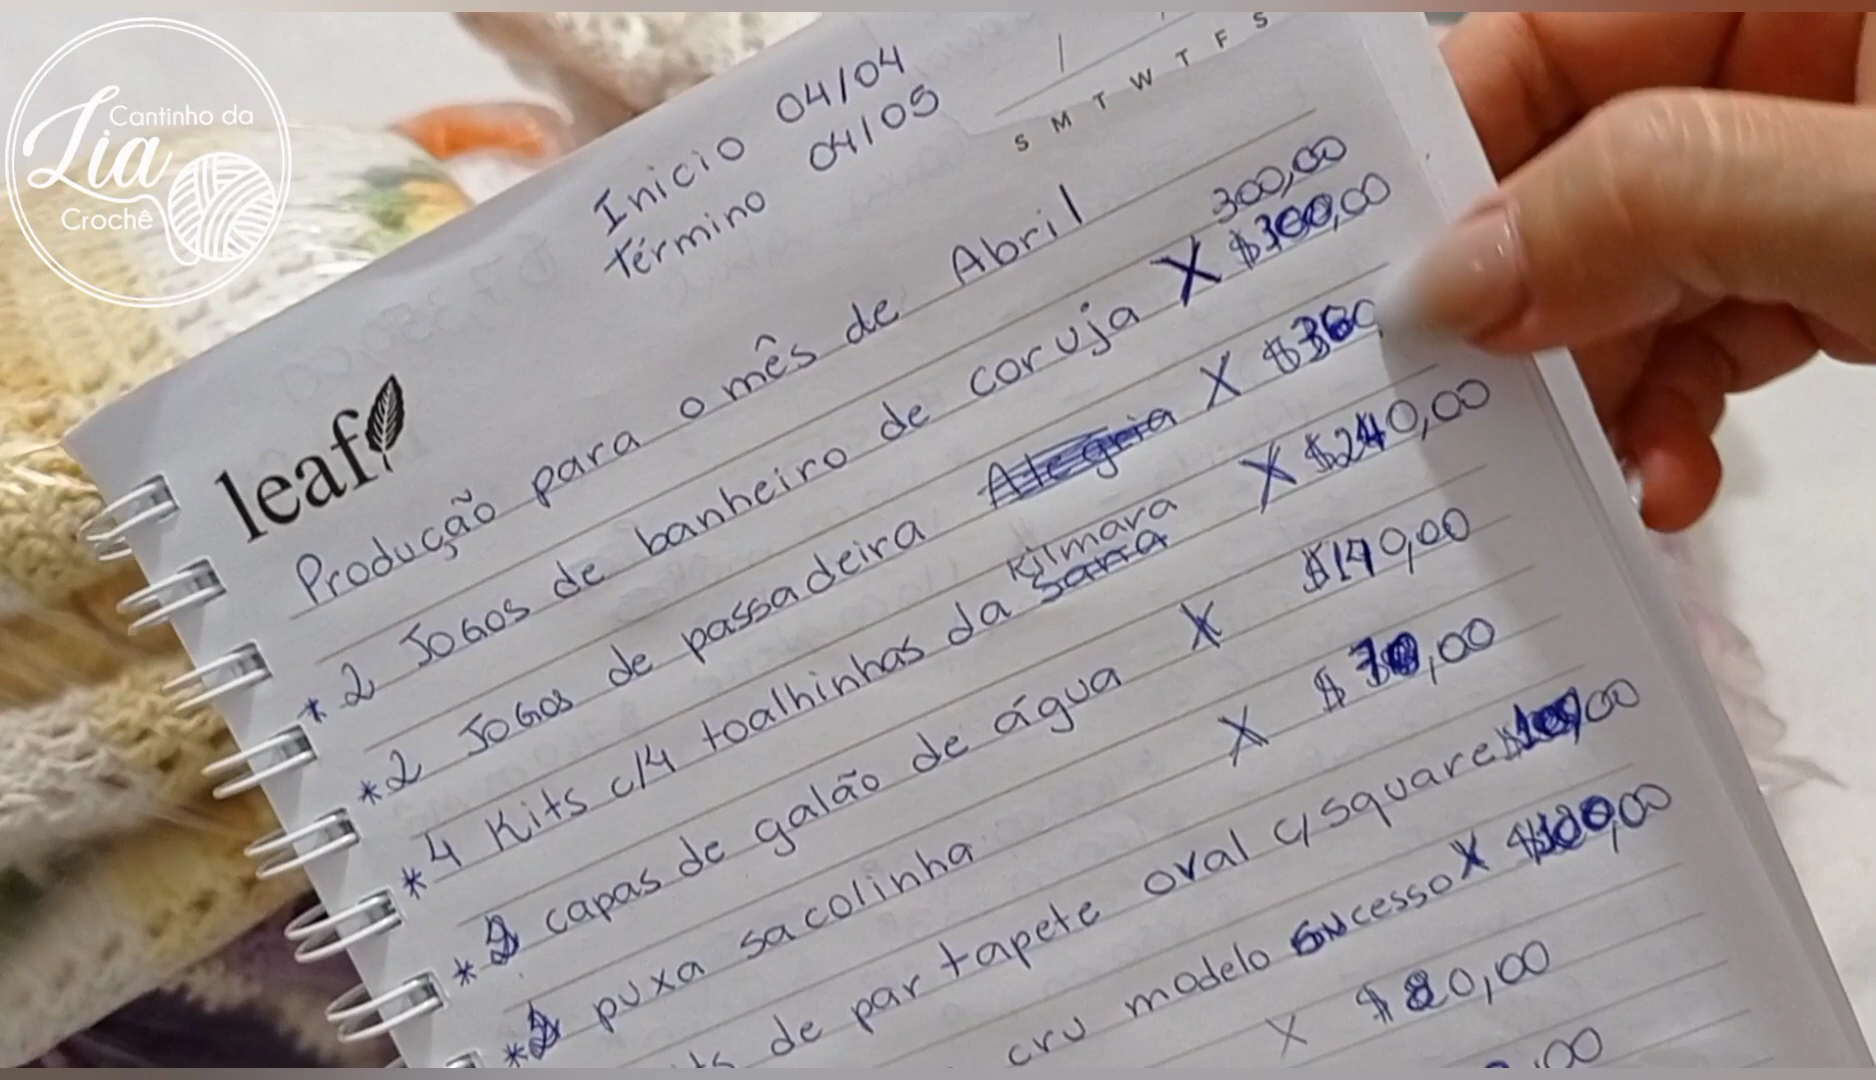 Cantinho da
Lia
Crochê
S M T W T F S
Inicio 04/04
término 04/05
leaf
Produção para o mês de Abril
300,00
* 2 Jogos de banheiro de coruja X $300,00
* 2 Jogos de passadeira Alegria X
Kilmara
* 4 Kits c/4 toalhinhas da Sarra X $240,00
* capas de galão de água X $140,00
* puxa sacolinha X $ ,00
de par tapete oval c/square
cru modelo sucesso X
X $80,00
,00